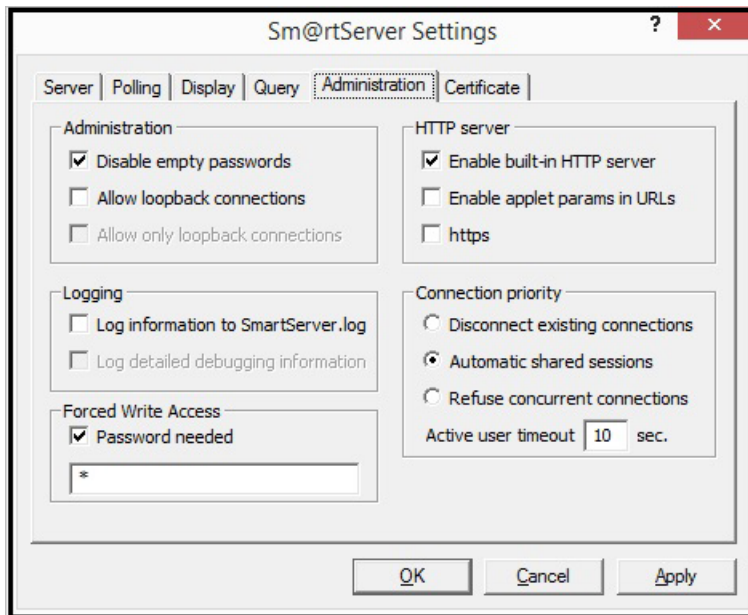 Sm@rtServer Settings
?
Server
Polling
Display
Query
Administration
Certificate
Administration
Disable empty passwords
Allow loopback connections
Allow only loopback connections
HTTP server
Enable built-in HTTP server
Enable applet params in URLs
https
Logging
Log information to SmartServer.log
Log detailed debugging information
Connection priority
Disconnect existing connections
Automatic shared sessions
Refuse concurrent connections
Active user timeout 10 sec.
Forced Write Access
Password needed
*
OK
Cancel
Apply